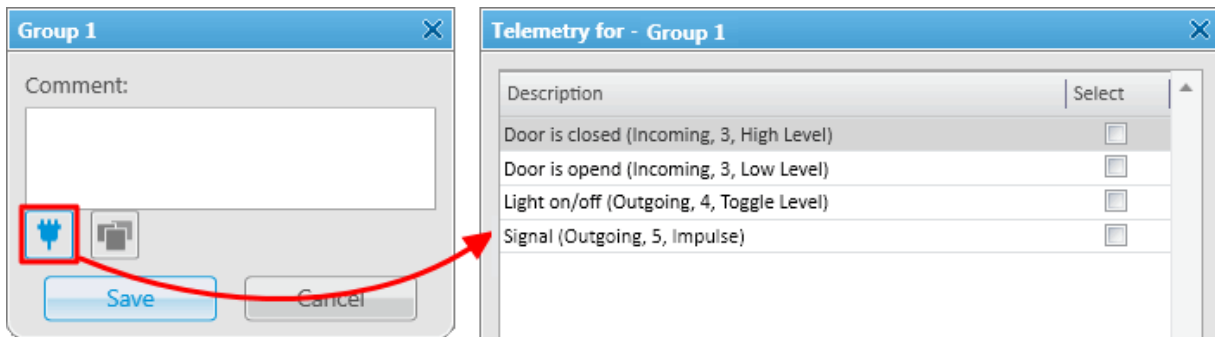 Group 1
Comment:
Save
Cancel
Telemetry for - Group 1
Description Select
Door is closed (Incoming, 3, High Level)
Door is opend (Incoming, 3, Low Level)
Light on/off (Outgoing, 4, Toggle Level)
Signal (Outgoing, 5, Impulse)